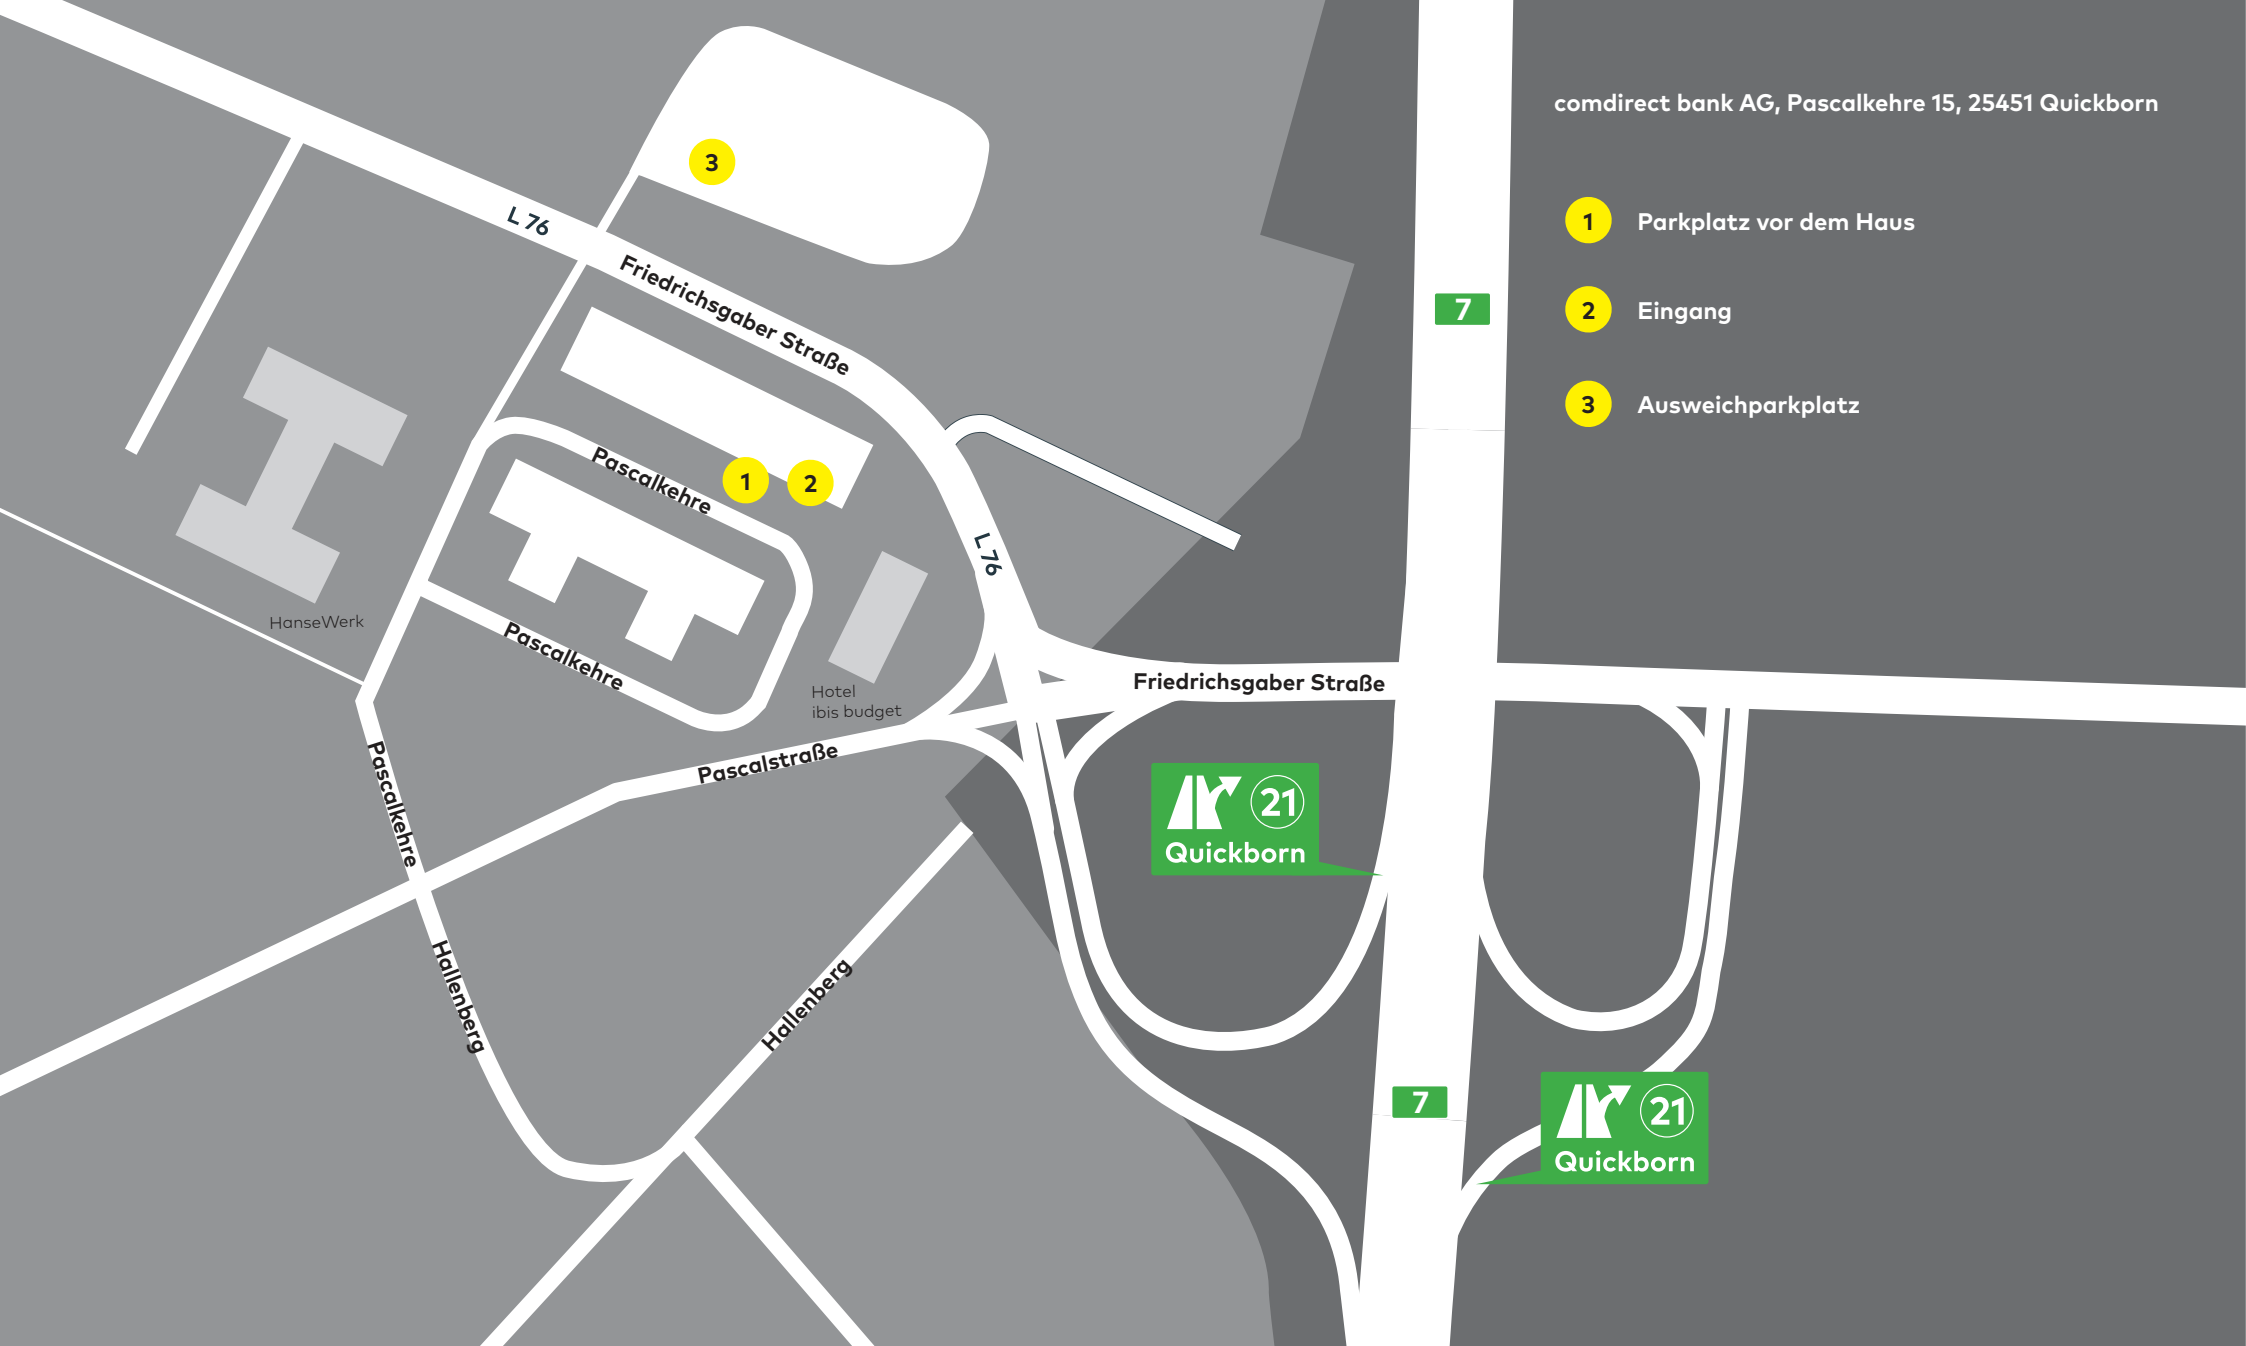 comdirect bank AG, Pascalkehre 15, 25451 Quickborn
1 Parkplatz vor dem Haus
2 Eingang
3 Ausweichparkplatz
3
L 76
Friedrichsgaber Straße
7
Pascalkehre
1
2
L 76
HanseWerk
Pascalkehre
Hotel
ibis budget
Friedrichsgaber Straße
Pascalstraße
Pascalkehre
21
Quickborn
Hallenberg
Hallenberg
7
21
Quickborn